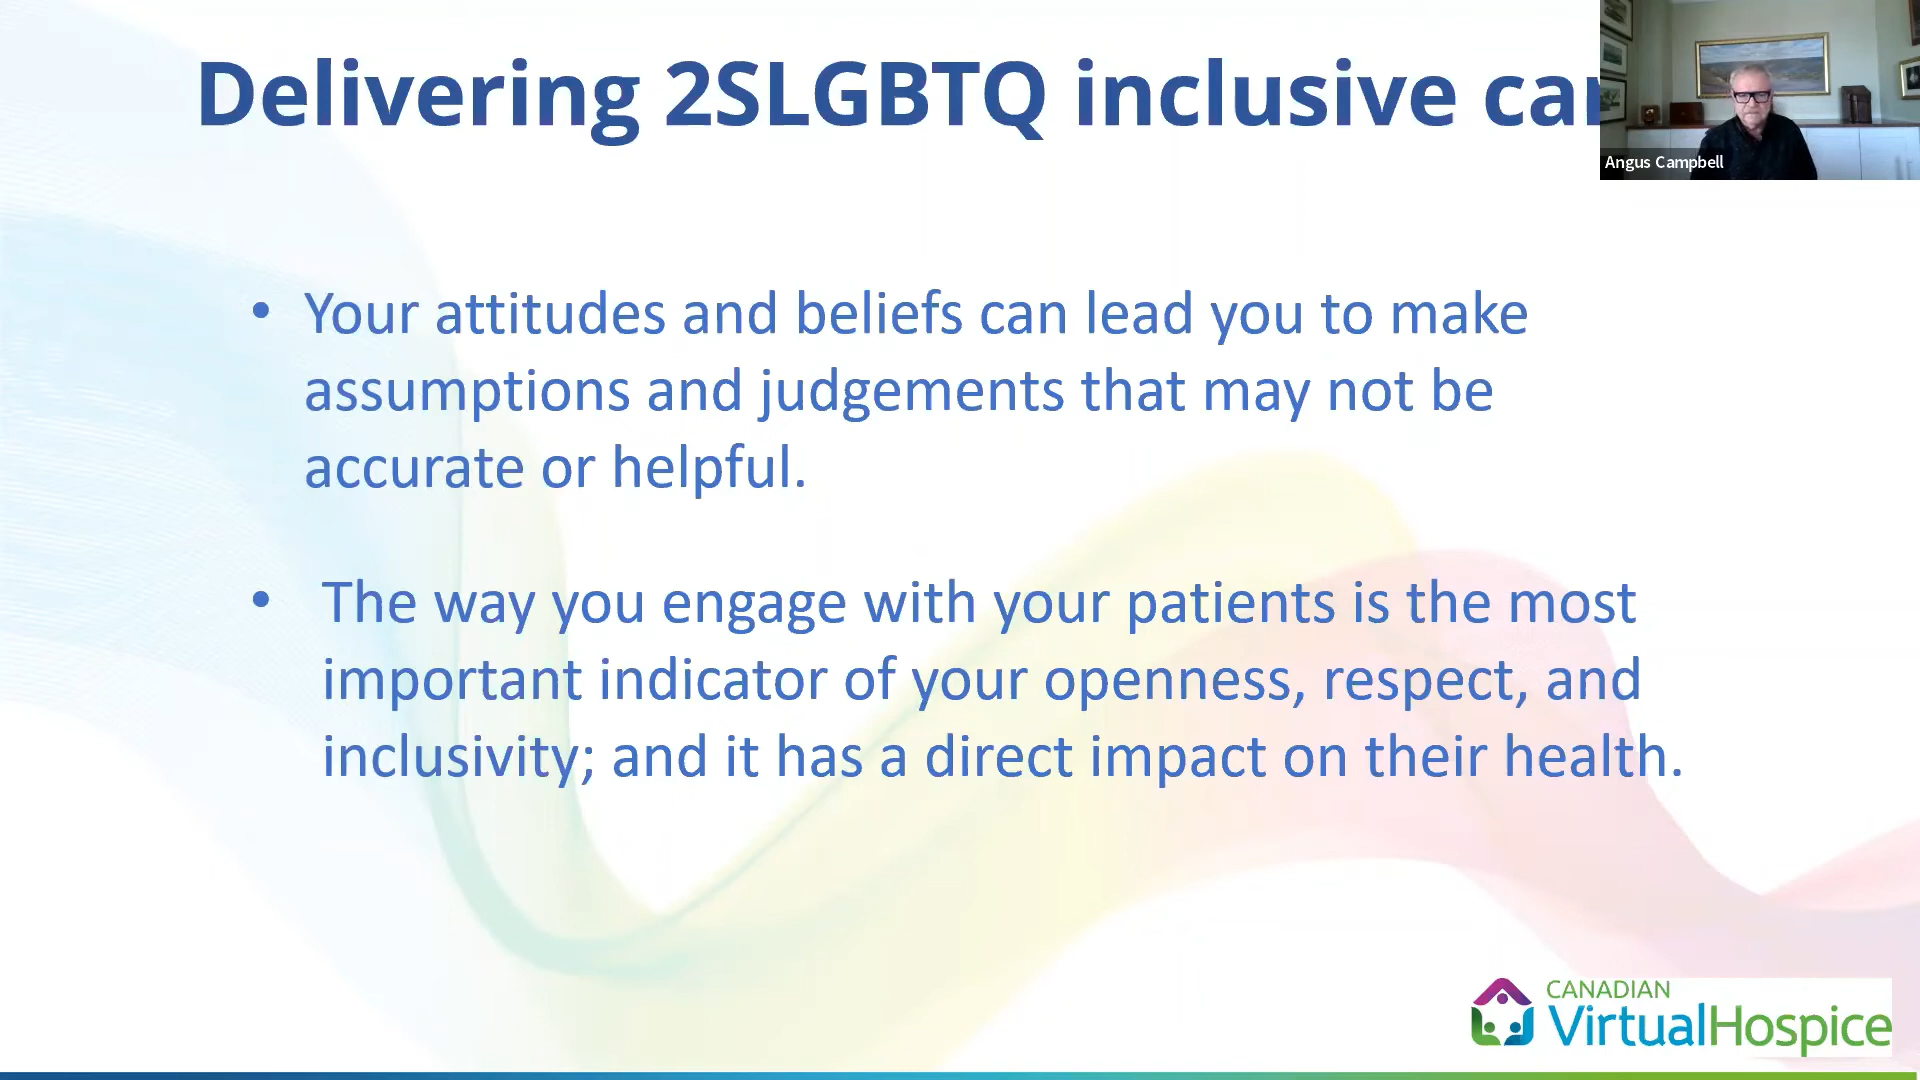 Delivering 2SLGBTQ inclusive
Angus Campbell
• Your attitudes and beliefs can lead you to make
assumptions and judgements that may not be
accurate or helpful.
• The way you engage with your patients is the most
important indicator of your openness, respect, and
inclusivity; and it has a direct impact on their health.
CANADIAN
VirtualHospice